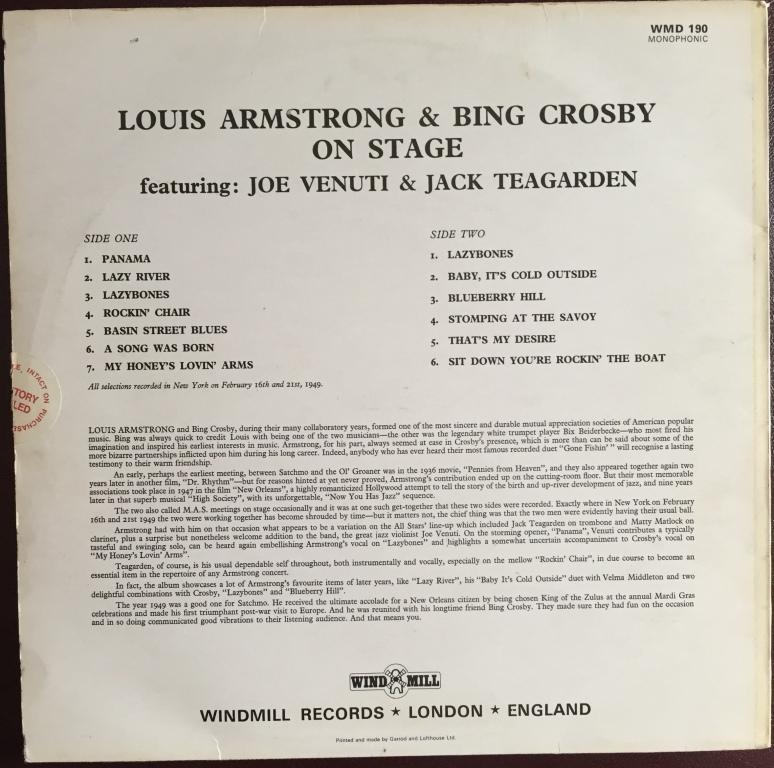 WMD 190
MONOPHONIC
LOUIS ARMSTRONG & BING CROSBY
ON STAGE
featuring: JOE VENUTI & JACK TEAGARDEN
SIDE ONE
1. PANAMA
2. LAZY RIVER
3. LAZYBONES
4. ROCKIN' CHAIR
5. BASIN STREET BLUES
6. A SONG WAS BORN
7. MY HONEY'S LOVIN' ARMS
All selections recorded in New York on February 16th and 21st, 1949.
SIDE TWO
1. LAZYBONES
2. BABY, IT'S COLD OUTSIDE
3. BLUEBERRY HILL
4. STOMPING AT THE SAVOY
5. THAT'S MY DESIRE
6. SIT DOWN YOU'RE ROCKIN' THE BOAT
E, INTACT ON PURCHASE
TORY
LED
LOUIS ARMSTRONG and Bing Crosby, during their many collaboratory years, formed one of the most sincere and durable mutual appreciation societies of American popular
music. Bing was always quick to credit Louis with being one of the two musicians—the other was the legendary white trumpet player Bix Beiderbecke—who most fired his
imagination and inspired his earliest interests in music. Armstrong, for his part, always seemed at ease in Crosby's presence, which is more than can be said about some of the
more bizarre partnerships inflicted upon him during his long career. Indeed, anybody who has ever heard their most famous recorded duet "Gone Fishin' " will recognise a lasting
testimony to their warm friendship.
An early, perhaps the earliest meeting, between Satchmo and the Ol' Groaner was in the 1936 movie, "Pennies from Heaven", and they also appeared together again two
years later in another film, "Dr. Rhythm"—but for reasons hinted at yet never proved, Armstrong's contribution ended up on the cutting-room floor. But their most memorable
associations took place in 1947 in the film "New Orleans", a highly romanticized Hollywood attempt to tell the story of the birth and up-river development of jazz, and nine years
later in that superb musical "High Society", with its unforgettable, "Now You Has Jazz" sequence.
The two also called M.A.S. meetings on stage occasionally and it was at one such get-together that these two sides were recorded. Exactly where in New York on February
16th and 21st 1949 the two were working together has become shrouded by time—but it matters not, the chief thing was that the two men were evidently having their usual ball.
Armstrong had with him on that occasion what appears to be a variation on the All Stars' line-up which included Jack Teagarden on trombone and Matty Matlock on
clarinet, plus a surprise but nonetheless welcome addition to the band, the great jazz violinist Joe Venuti. On the storming opener, "Panama", Venuti contributes a typically
tasteful and swinging solo, can be heard again embellishing Armstrong's vocal on "Lazybones" and highlights a somewhat uncertain accompaniment to Crosby's vocal on
"My Honey's Lovin' Arms".
Teagarden, of course, is his usual dependable self throughout, both instrumentally and vocally, especially on the mellow "Rockin' Chair", in due course to become an
essential item in the repertoire of any Armstrong concert.
In fact, the album showcases a lot of Armstrong's favourite items of later years, like "Lazy River", his "Baby It's Cold Outside" duet with Velma Middleton and two
delightful combinations with Crosby, "Lazybones" and "Blueberry Hill".
The year 1949 was a good one for Satchmo. He received the ultimate accolade for a New Orleans citizen by being chosen King of the Zulus at the annual Mardi Gras
celebrations and made his first triumphant post-war visit to Europe. And he was reunited with his longtime friend Bing Crosby. They made sure they had fun on the occasion
and in so doing communicated good vibrations to their listening audience. And that means you.
WIND MILL
WINDMILL RECORDS ★ LONDON ★ ENGLAND
Printed and made by Garrod and Lofthouse Ltd.